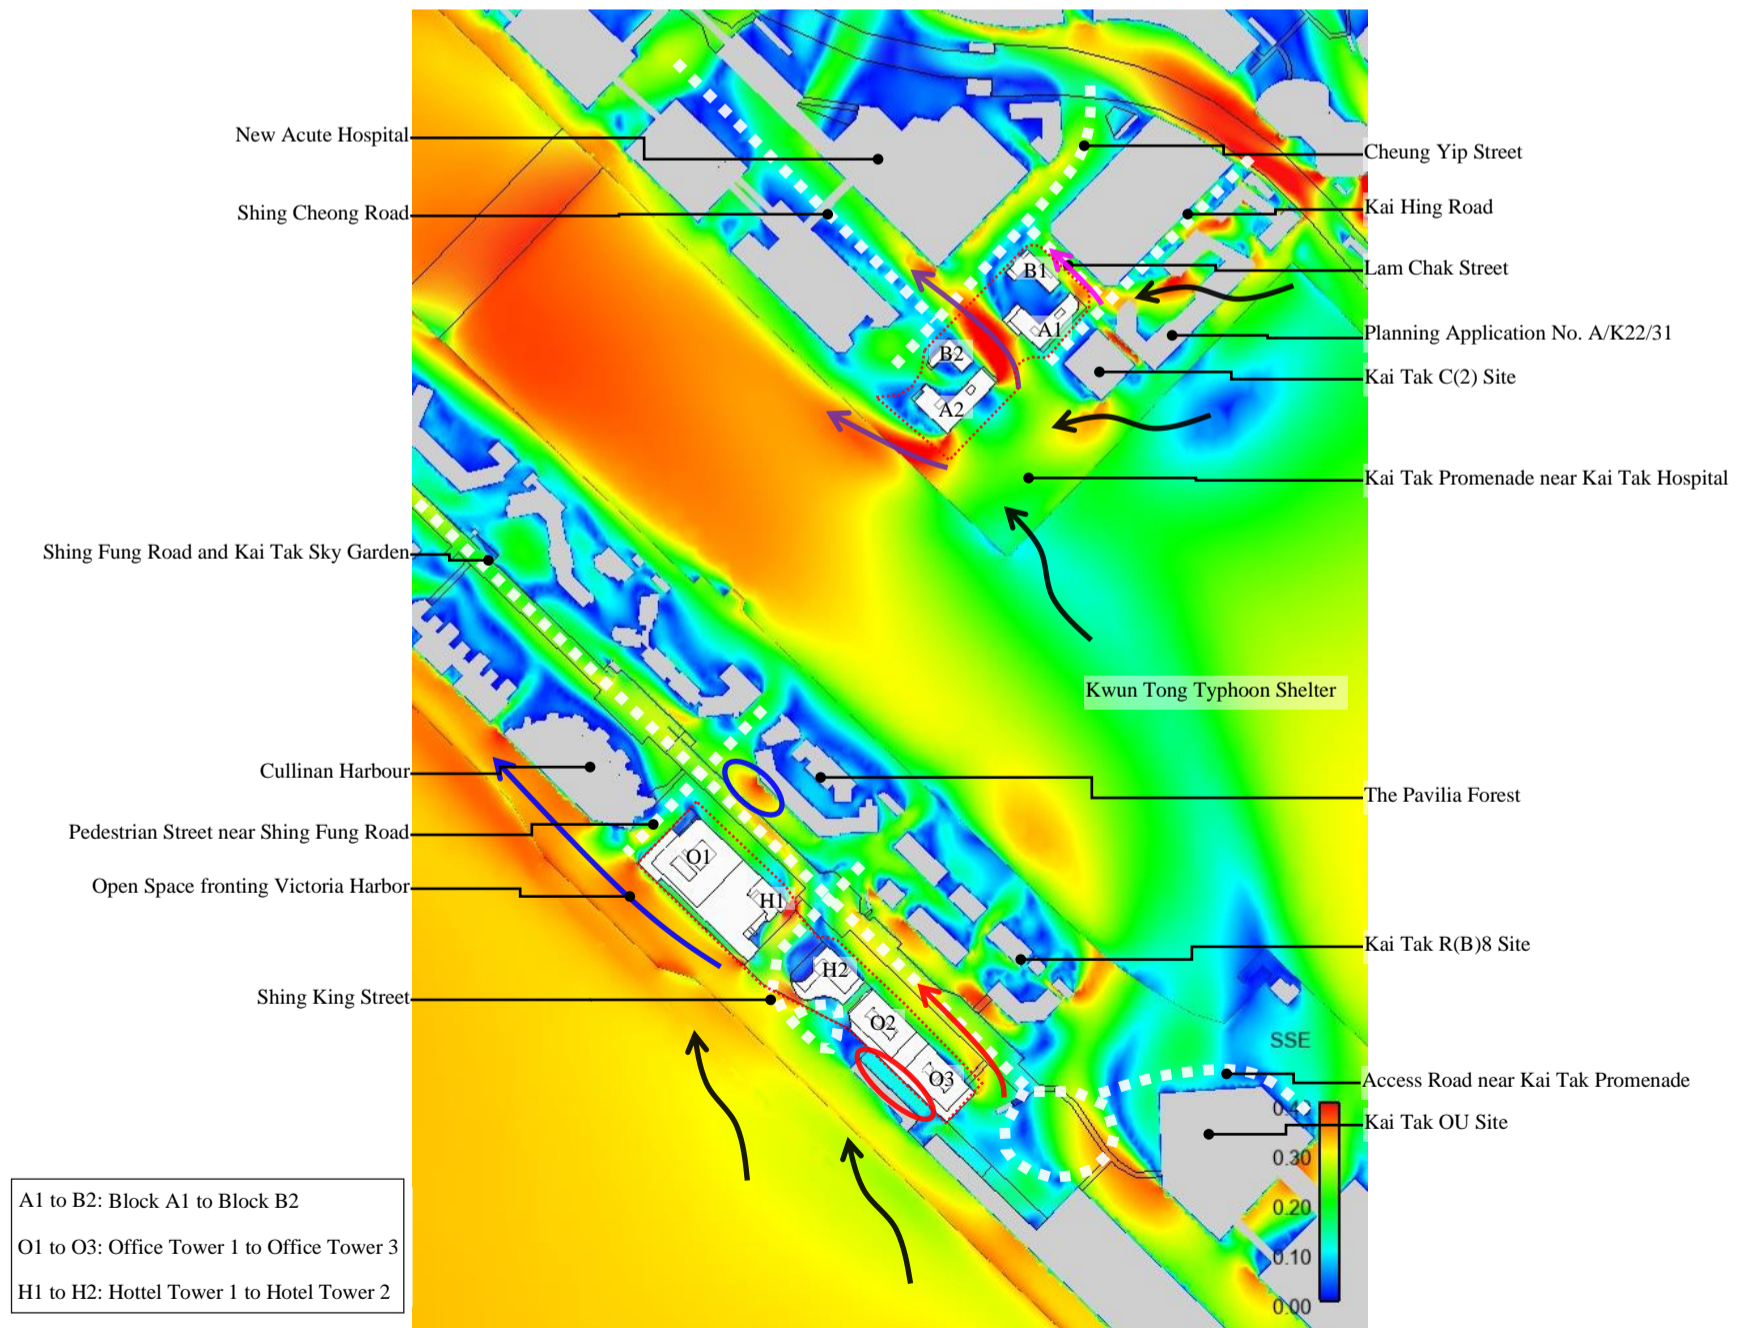 New Acute Hospital
Shing Cheong Road
Shing Fung Road and Kai Tak Sky Garden
Cullinan Harbour
Pedestrian Street near Shing Fung Road
Open Space fronting Victoria Harbor
Shing King Street
Cheung Yip Street
Kai Hing Road
Lam Chak Street
Planning Application No. A/K22/31
Kai Tak C(2) Site
Kai Tak Promenade near Kai Tak Hospital
Kwun Tong Typhoon Shelter
The Pavilia Forest
Kai Tak R(B)8 Site
Access Road near Kai Tak Promenade
Kai Tak OU Site
B1
A1
B2
A2
O1
H1
H2
O2
O3
SSE
0.4
0.30
0.20
0.10
0.00
A1 to B2: Block A1 to Block B2
O1 to O3: Office Tower 1 to Office Tower 3
H1 to H2: Hottel Tower 1 to Hotel Tower 2